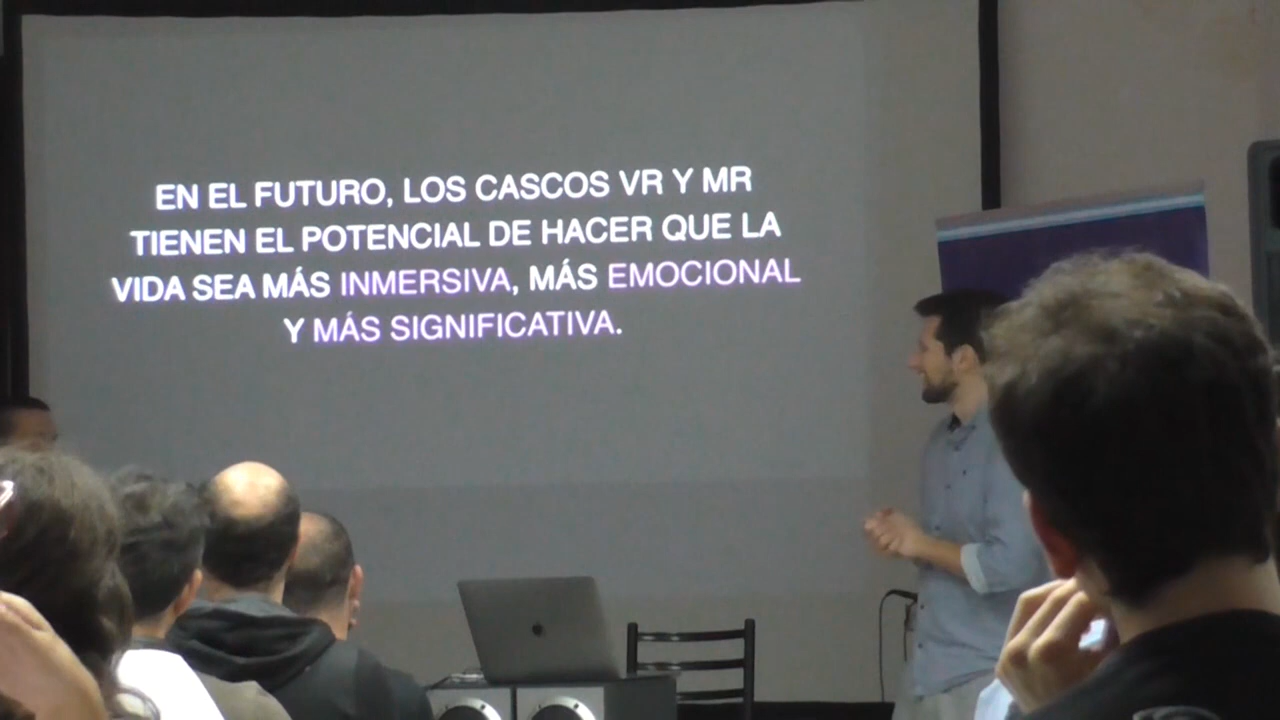 EN EL FUTURO, LOS CASCOS VR Y MR
TIENEN EL POTENCIAL DE HACER QUE LA
VIDA SEA MÁS INMERSIVA, MÁS EMOCIONAL
Y MÁS SIGNIFICATIVA.